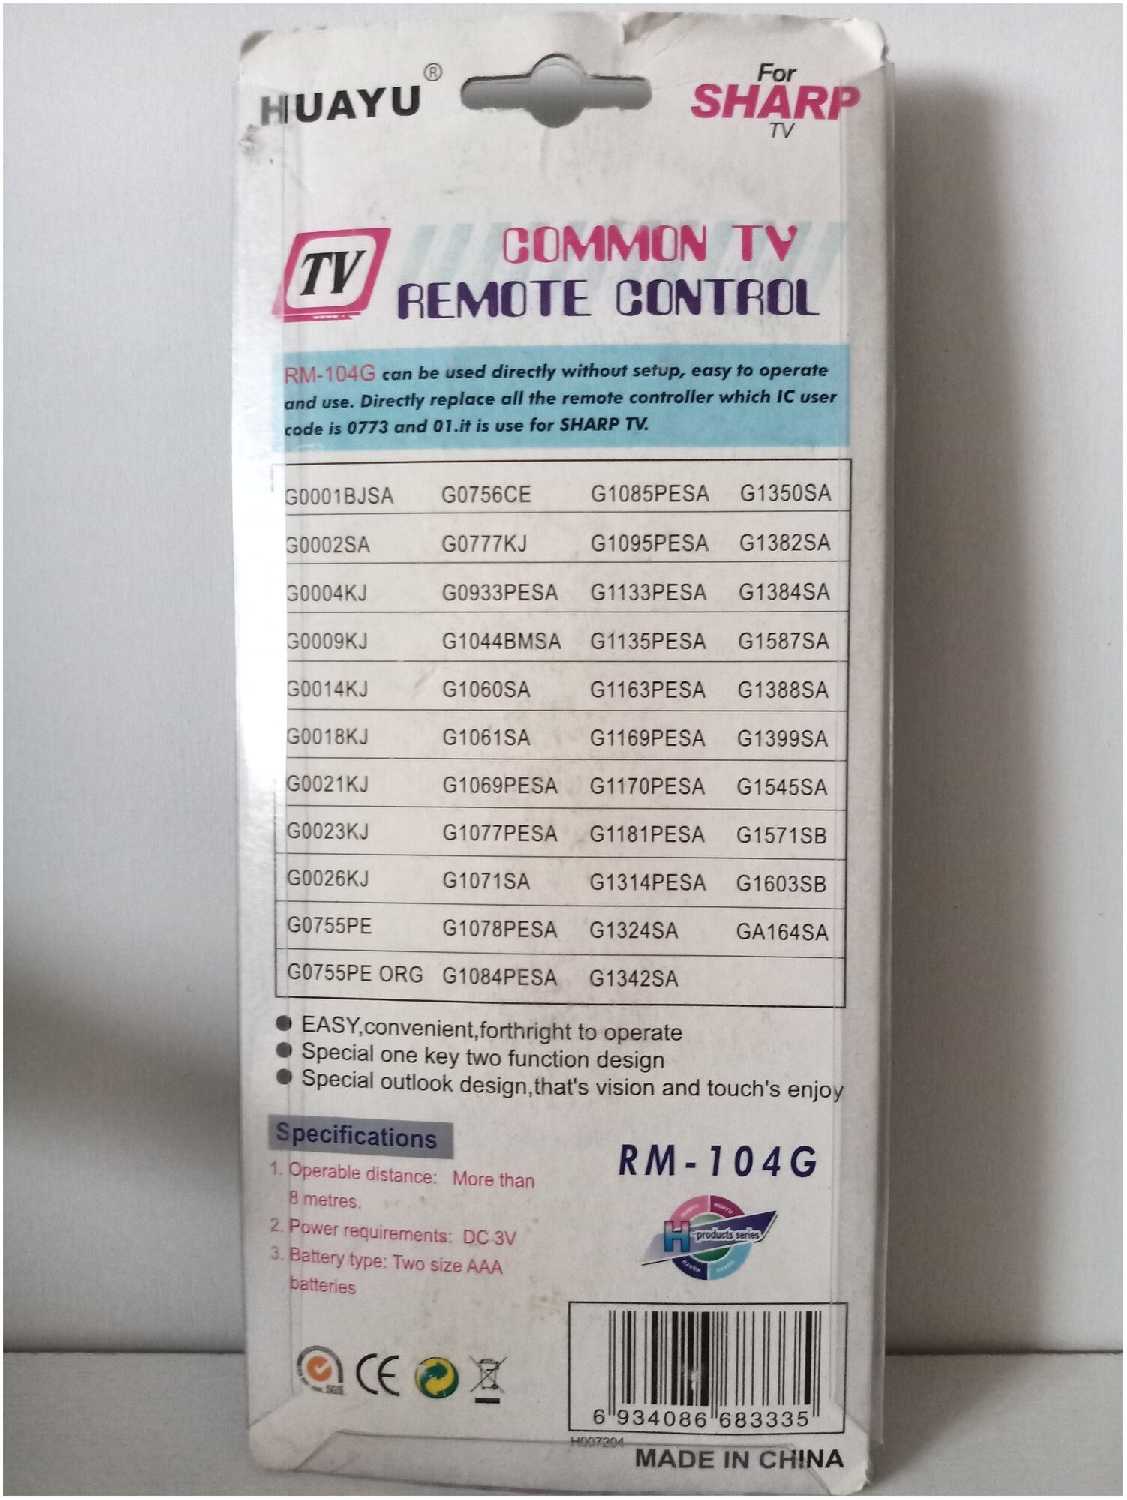 HUAYU®
For
SHARP
TV
TV
COMMON TV
REMOTE CONTROL
RM-104G can be used directly without setup, easy to operate
and use. Directly replace all the remote controller which IC user
code is 0773 and 01.it is use for SHARP TV.
G0001BJSA G0756CE G1085PESA G1350SA
G0002SA G0777KJ G1095PESA G1382SA
G0004KJ G0933PESA G1133PESA G1384SA
G0009KJ G1044BMSA G1135PESA G1587SA
G0014KJ G1060SA G1163PESA G1388SA
G0018KJ G1061SA G1169PESA G1399SA
G0021KJ G1069PESA G1170PESA G1545SA
G0023KJ G1077PESA G1181PESA G1571SB
G0026KJ G1071SA G1314PESA G1603SB
G0755PE G1078PESA G1324SA GA164SA
G0755PE ORG G1084PESA G1342SA
● EASY,convenient,forthright to operate
● Special one key two function design
● Special outlook design,that's vision and touch's enjoy
Specifications
1. Operable distance: More than
8 metres.
2. Power requirements: DC 3V
3. Battery type: Two size AAA
batteries
RM-104G
H products series
CE
6 934086 683335
H007204
MADE IN CHINA